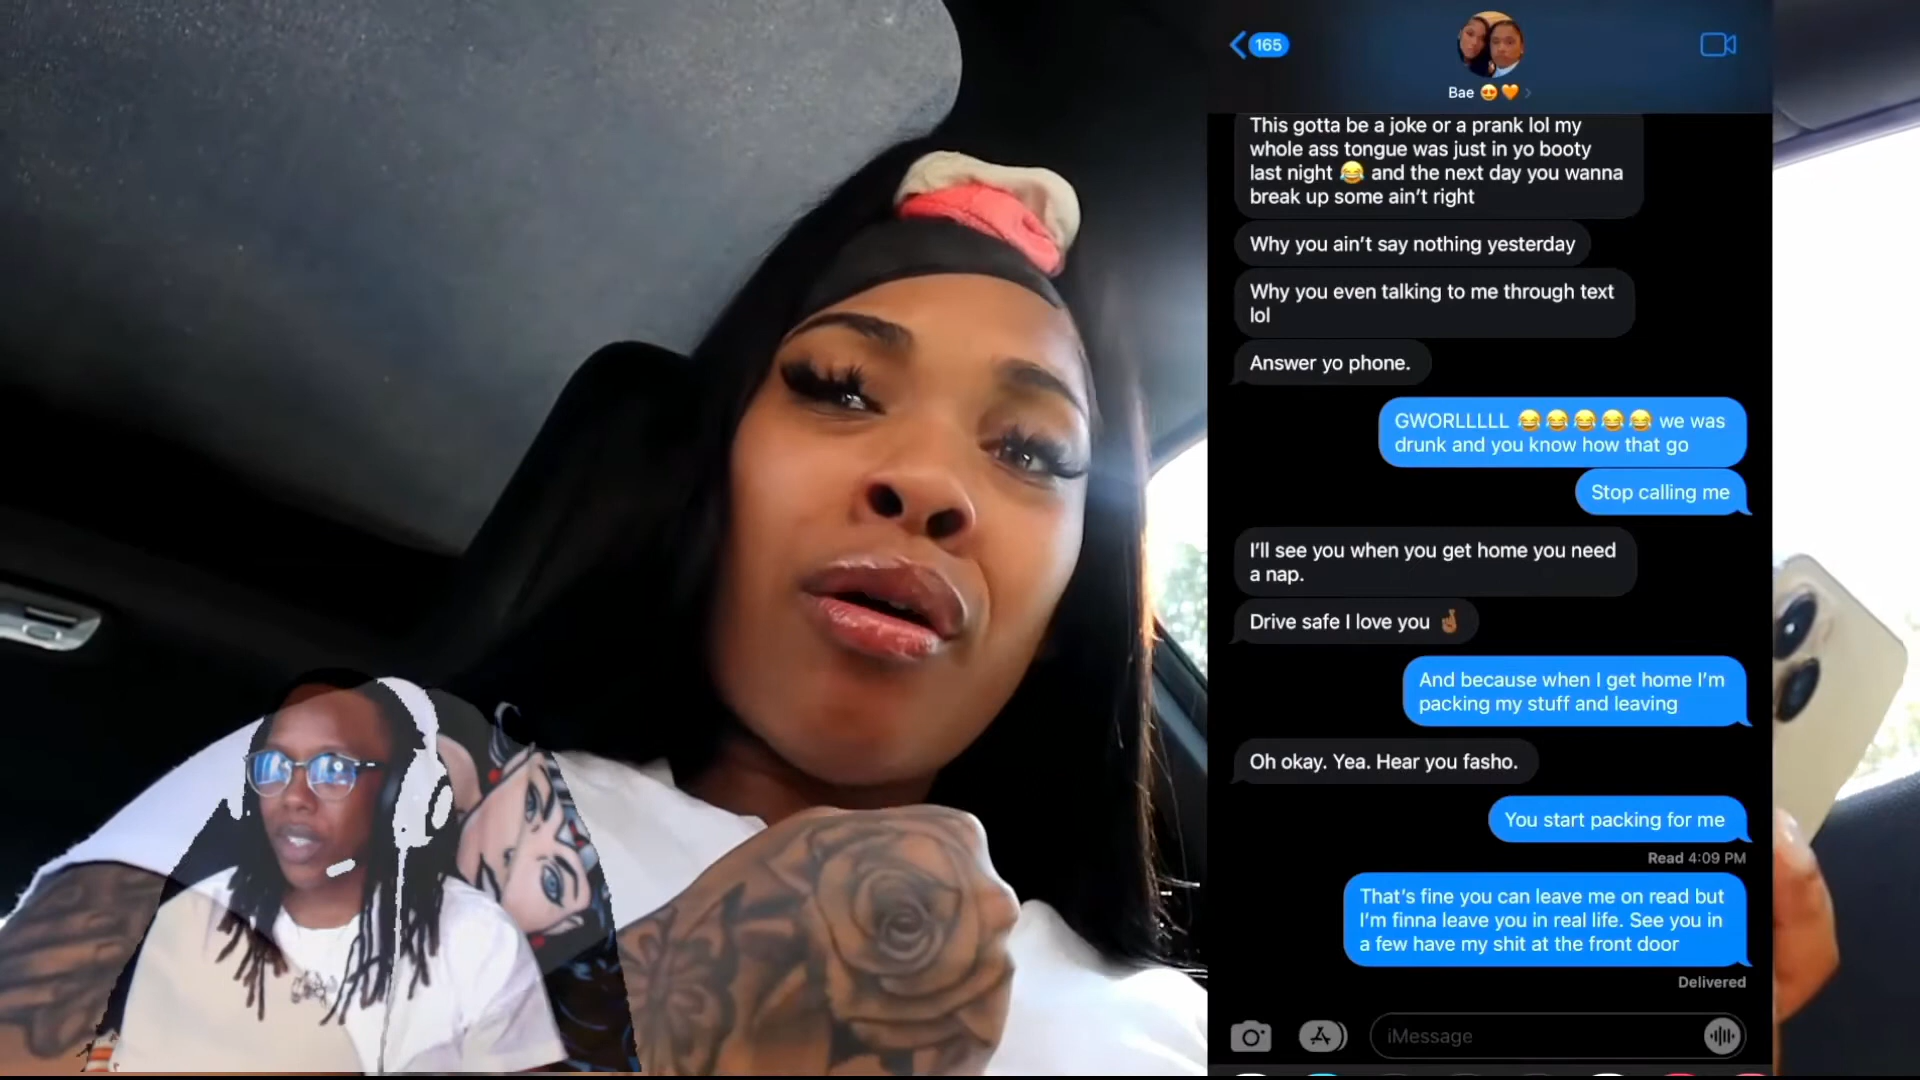 165
Bae 😍🧡
This gotta be a joke or a prank lol my
whole ass tongue was just in yo booty
last night 😂 and the next day you wanna
break up some ain't right
Why you ain't say nothing yesterday
Why you even talking to me through text
lol
Answer yo phone.
GWORLLLLL 😂😂😂😂😂 we was
drunk and you know how that go
Stop calling me
I'll see you when you get home you need
a nap.
Drive safe I love you 🤞🏾
And because when I get home I'm
packing my stuff and leaving
Oh okay. Yea. Hear you fasho.
You start packing for me
Read 4:09 PM
That's fine you can leave me on read but
I'm finna leave you in real life. See you in
a few have my shit at the front door
Delivered
iMessage